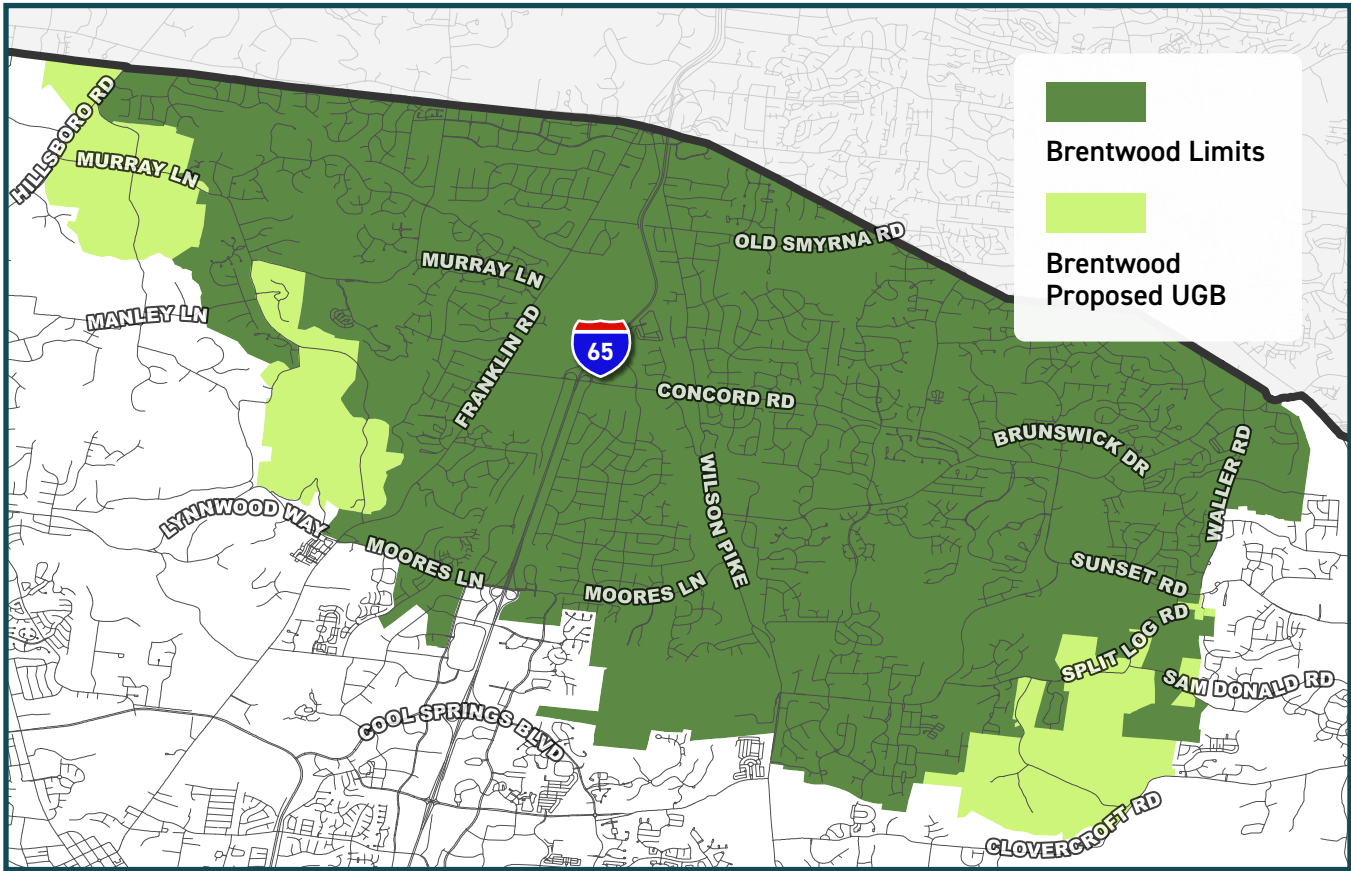 Brentwood Limits
Brentwood
Proposed UGB
HILLSBORO RD
MURRAY LN
OLD SMYRNA RD
MURRAY LN
MANLEY LN
FRANKLIN RD
65
CONCORD RD
BRUNSWICK DR
WALLER RD
WILSON PIKE
LYNNWOOD WAY
MOORES LN
MOORES LN
SUNSET RD
SPLIT LOG RD
SAM DONALD RD
COOL SPRINGS BLVD
CLOVERCROFT RD